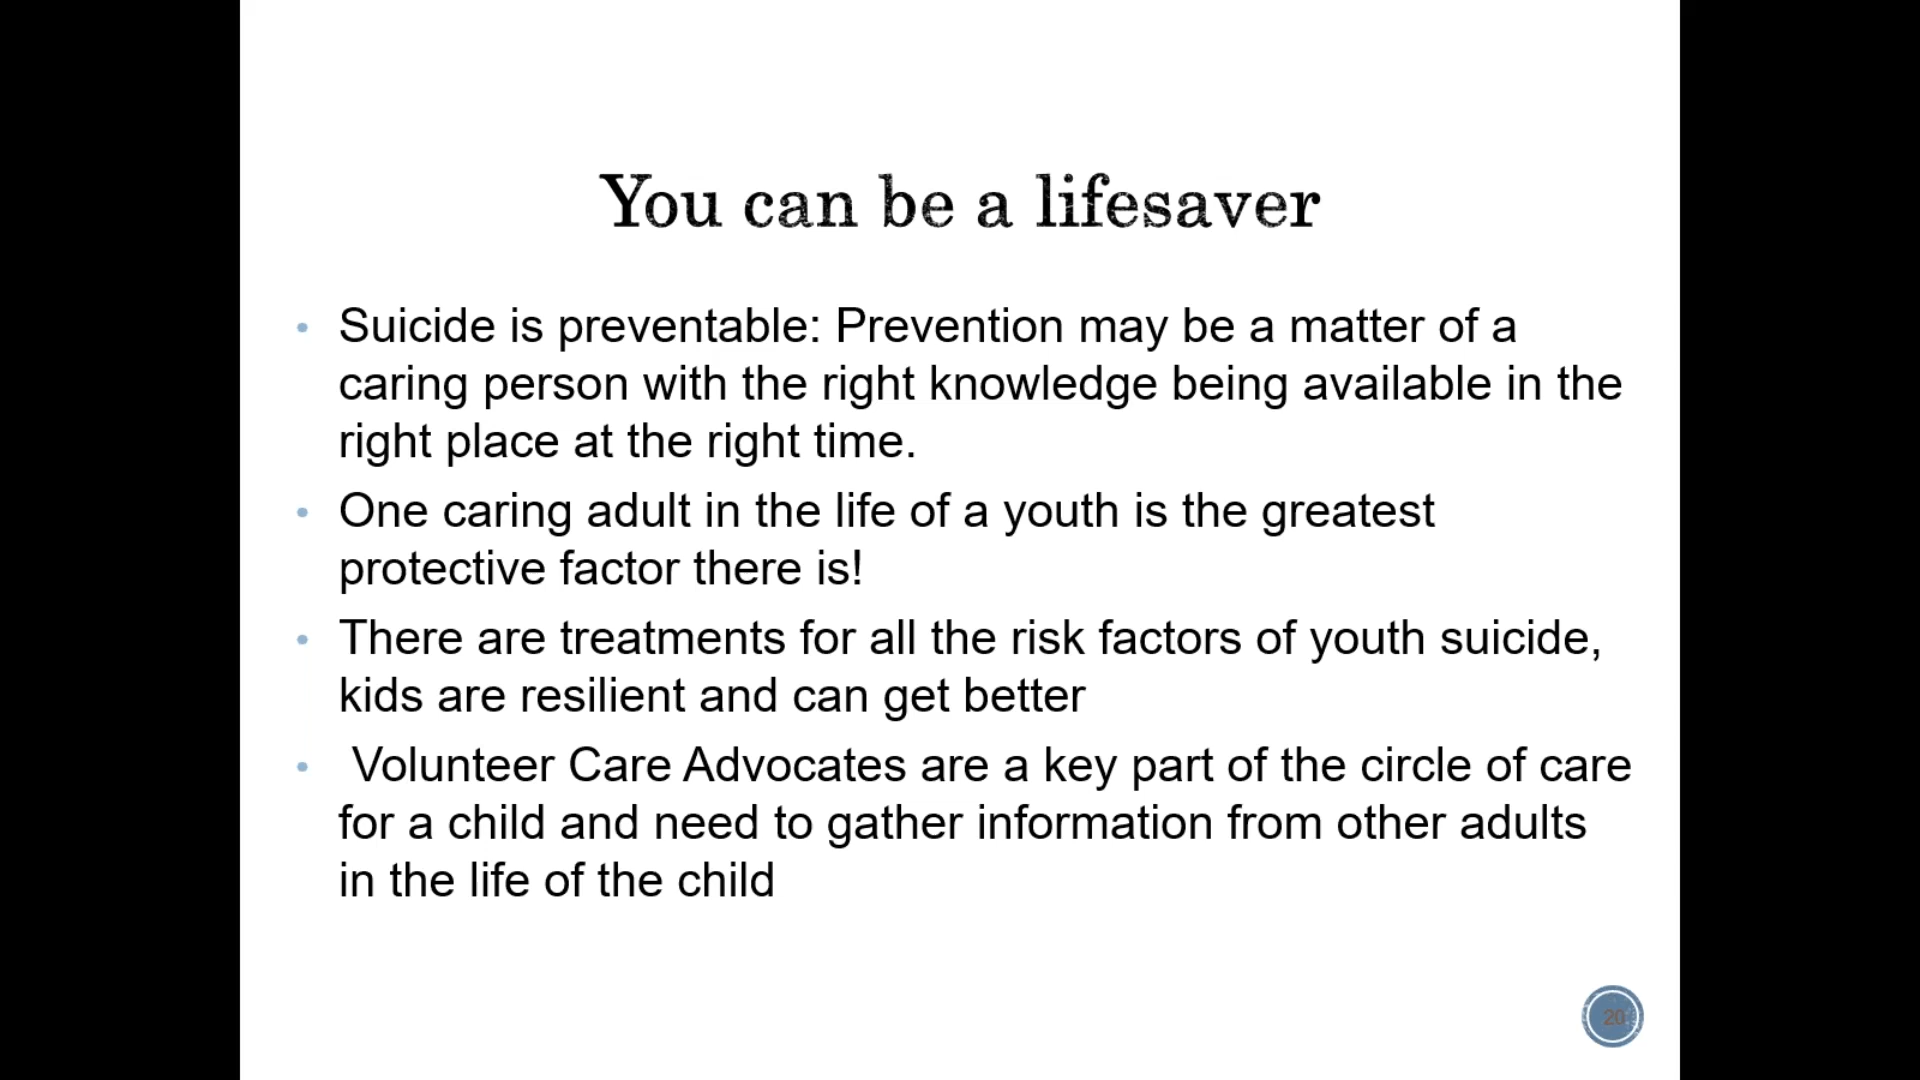 You can be a lifesaver
• Suicide is preventable: Prevention may be a matter of a
caring person with the right knowledge being available in the
right place at the right time.
• One caring adult in the life of a youth is the greatest
protective factor there is!
• There are treatments for all the risk factors of youth suicide,
kids are resilient and can get better
• Volunteer Care Advocates are a key part of the circle of care
for a child and need to gather information from other adults
in the life of the child
20